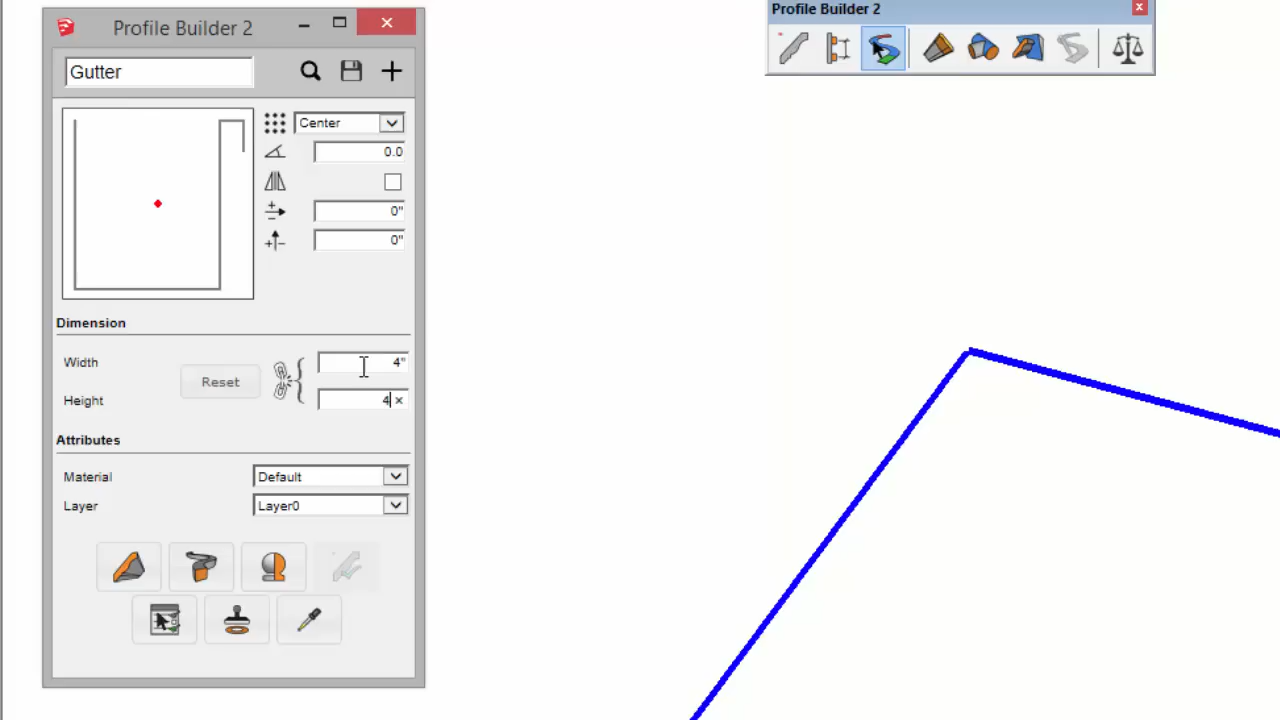 Profile Builder 2
Profile Builder 2
Gutter
Center
0.0
0"
0"
Dimension
Width
4"
Reset
Height
4
Attributes
Material
Default
Layer
Layer0